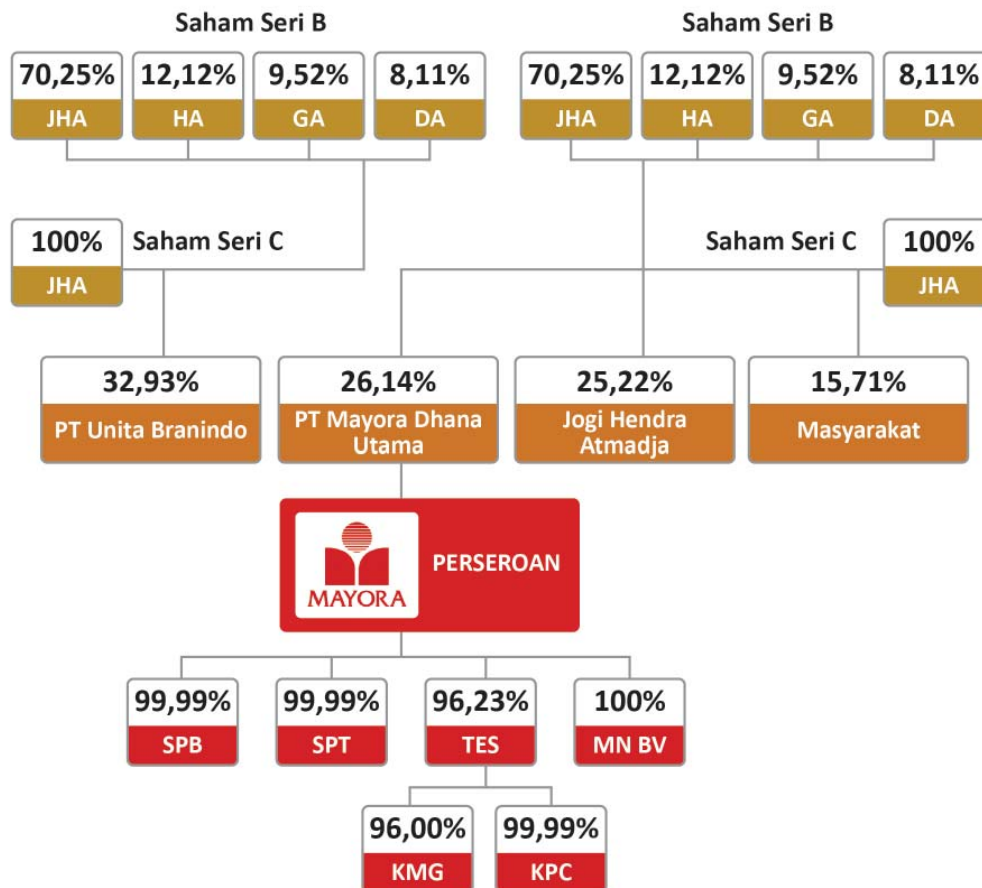 Saham Seri B
Saham Seri B
70,25%
12,12%
9,52%
8,11%
70,25%
12,12%
9,52%
8,11%
JHA
HA
GA
DA
JHA
HA
GA
DA
100%
Saham Seri C
Saham Seri C
100%
JHA
JHA
32,93%
26,14%
25,22%
15,71%
PT Unita Branindo
PT Mayora Dhana
Utama
Jogi Hendra
Atmadja
Masyarakat
MAYORA
PERSEROAN
99,99%
99,99%
96,23%
100%
SPB
SPT
TES
MN BV
96,00%
99,99%
KMG
KPC